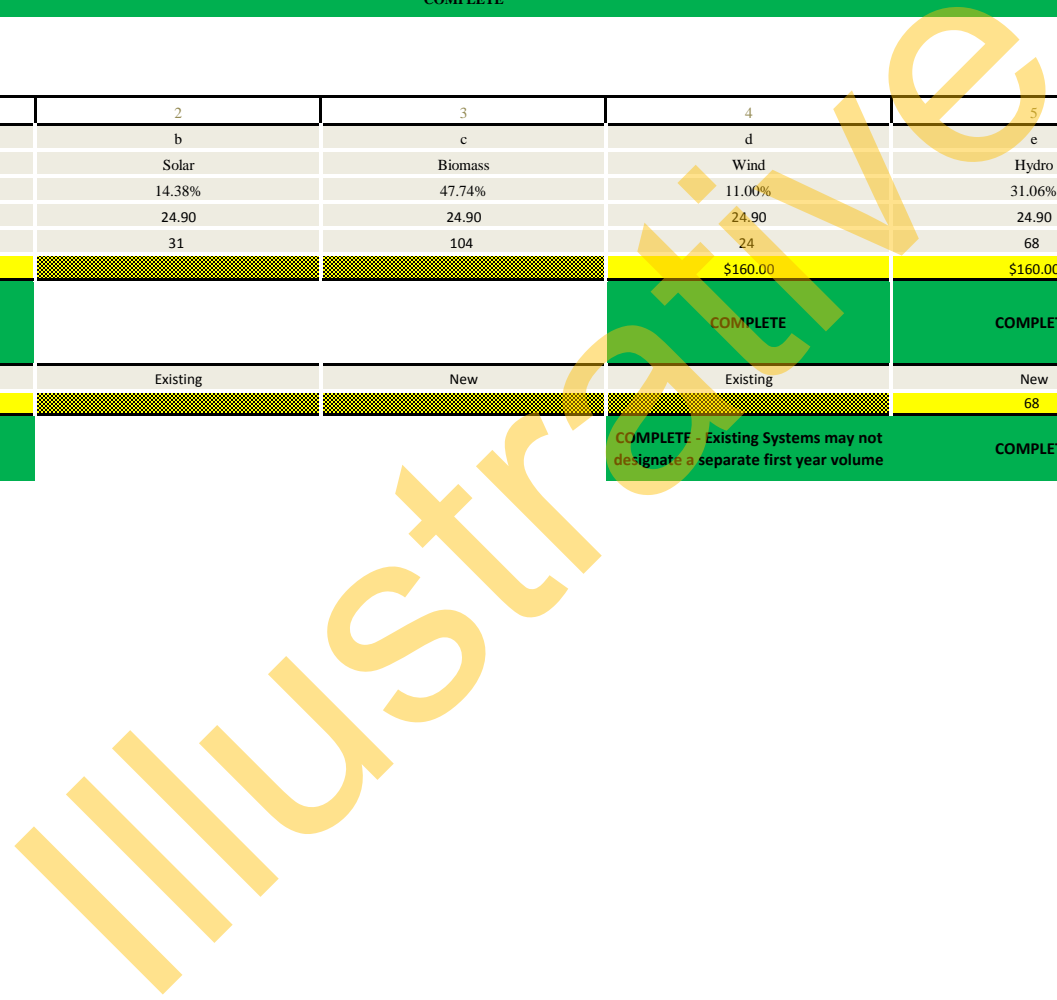 COMPLETE
2 3 4 5
b c d e
Solar Biomass Wind Hydro
14.38% 47.74% 11.00% 31.06%
24.90 24.90 24.90 24.90
31 104 24 68
$160.00 $160.00
COMPLETE COMPLET
Existing New Existing New
68
COMPLETE - Existing Systems may not
designate a separate first year volume COMPLET
Illustrative